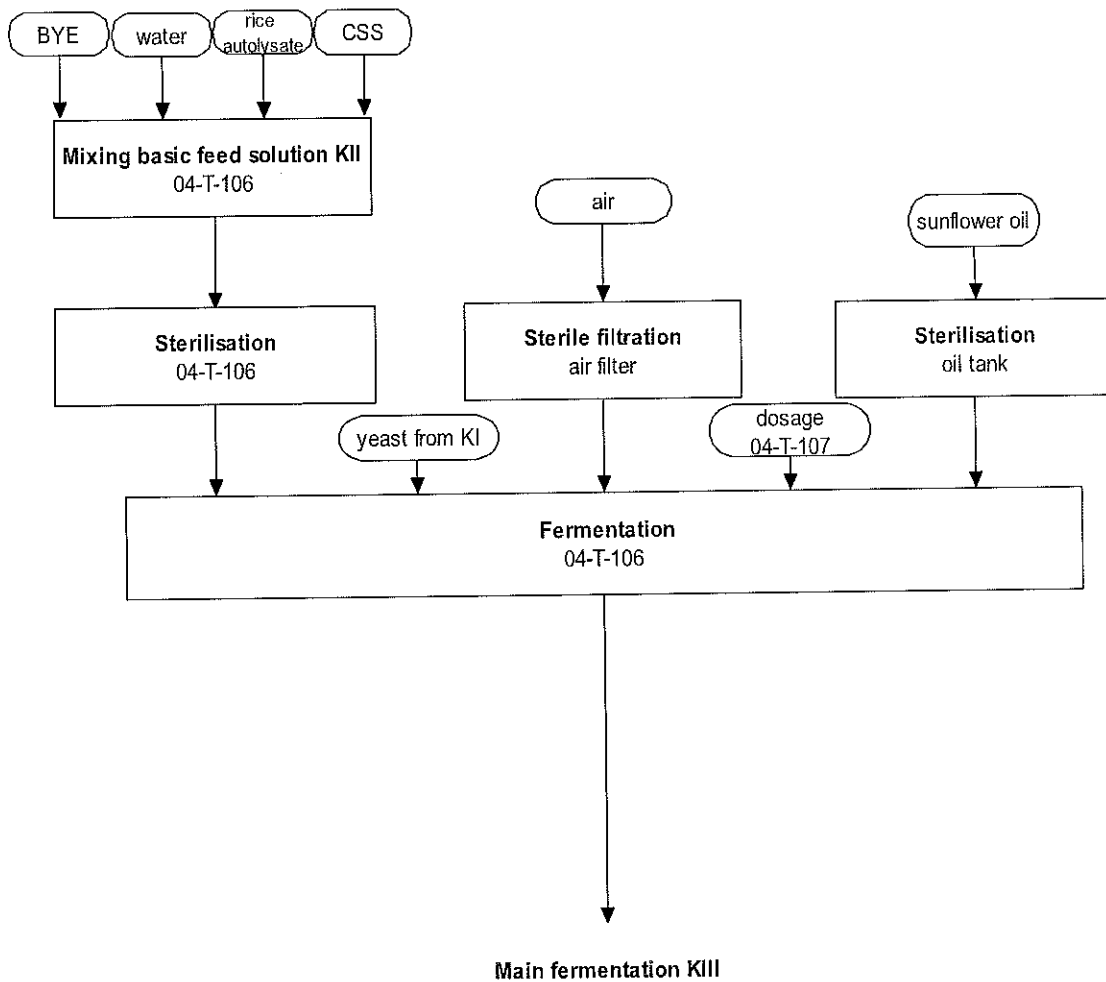 BYE
water
rice
autolysate
CSS
Mixing basic feed solution KII
04-T-106
air
sunflower oil
Sterilisation
04-T-106
Sterile filtration
air filter
Sterilisation
oil tank
yeast from KI
dosage
04-T-107
Fermentation
04-T-106
Main fermentation KIII